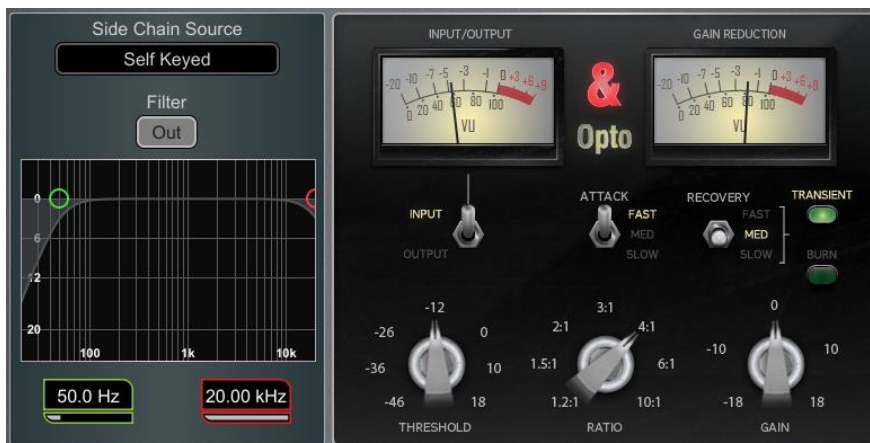 Side Chain Source
Self Keyed
Filter
Out
0
6
12
20
100
1k
10k
50.0 Hz
20.00 kHz
INPUT/OUTPUT
-20 -10 -7 -5 -3 -1 0 +3 +6 +9
0 20 40 60 80 100
VU
&
Opto
GAIN REDUCTION
-20 -10 -7 -5 -3 -1 0 +3 +6 +9
0 20 40 60 80 100
VU
INPUT
OUTPUT
ATTACK
FAST
MED
SLOW
RECOVERY
FAST
MED
SLOW
TRANSIENT
BURN
-46
-36
-26
-12
0
10
18
THRESHOLD
1.2:1
1.5:1
2:1
3:1
4:1
6:1
10:1
RATIO
-18
-10
0
10
18
GAIN